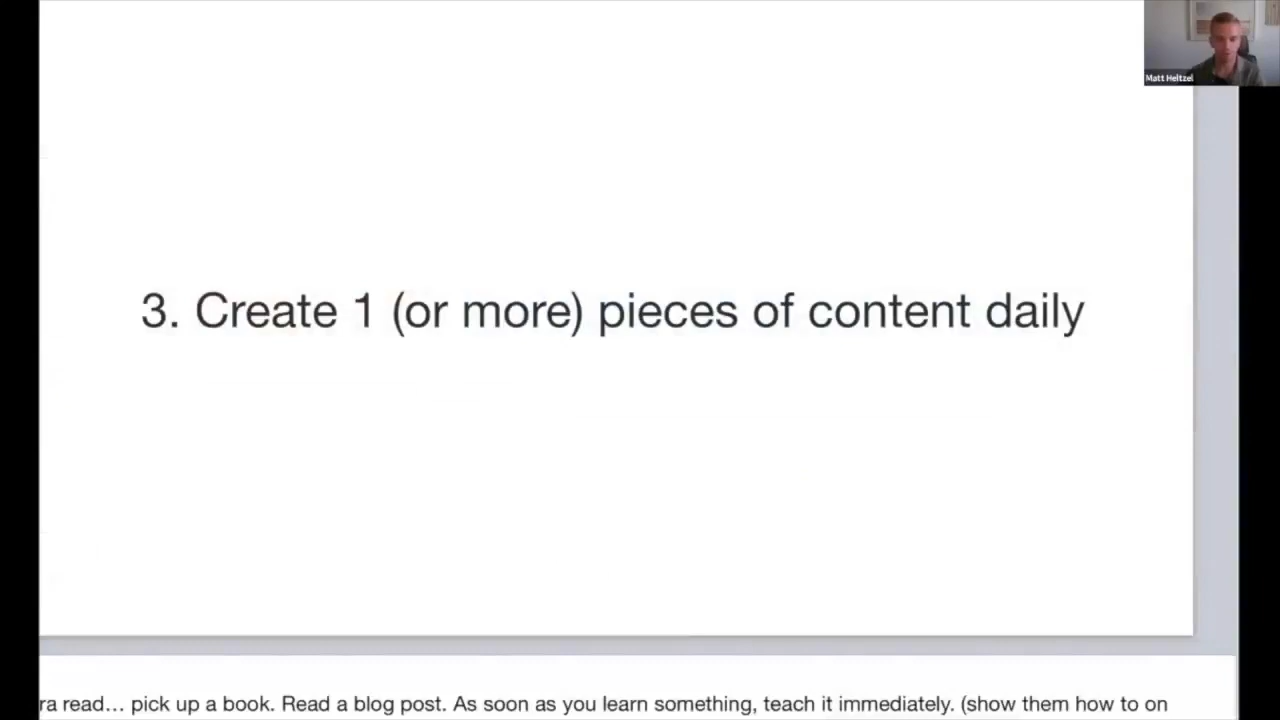 Matt Heltzel
3. Create 1 (or more) pieces of content daily
ra read… pick up a book. Read a blog post. As soon as you learn something, teach it immediately. (show them how to on